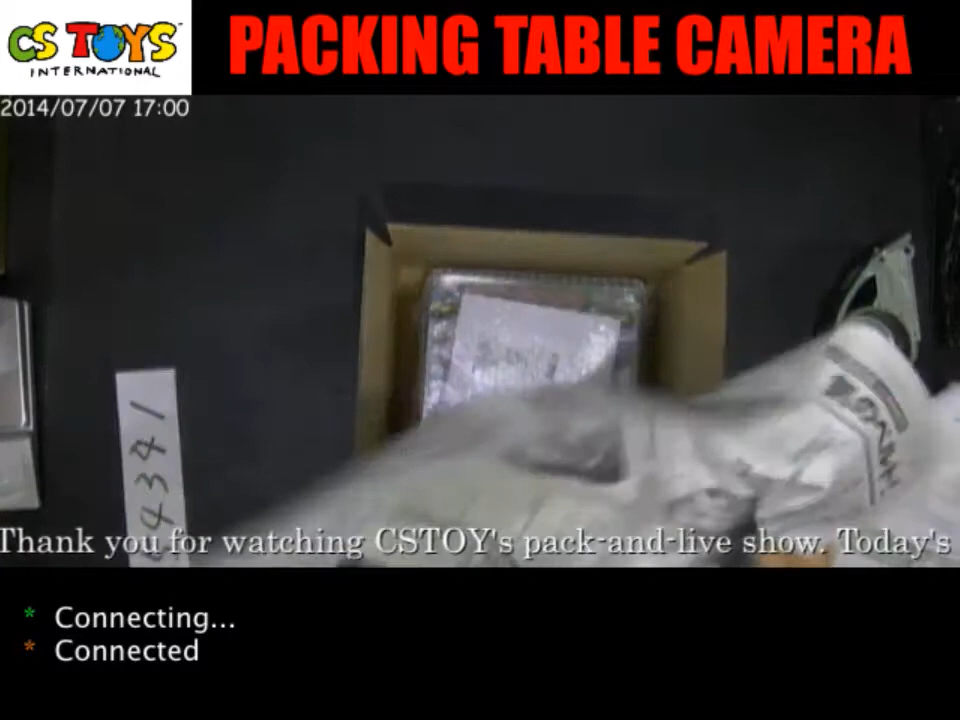 CS TOYS
INTERNATIONAL
PACKING TABLE CAMERA
2014/07/07 17:00
Thank you for watching CSTOY's pack-and-live show. Today's
* Connecting...
* Connected